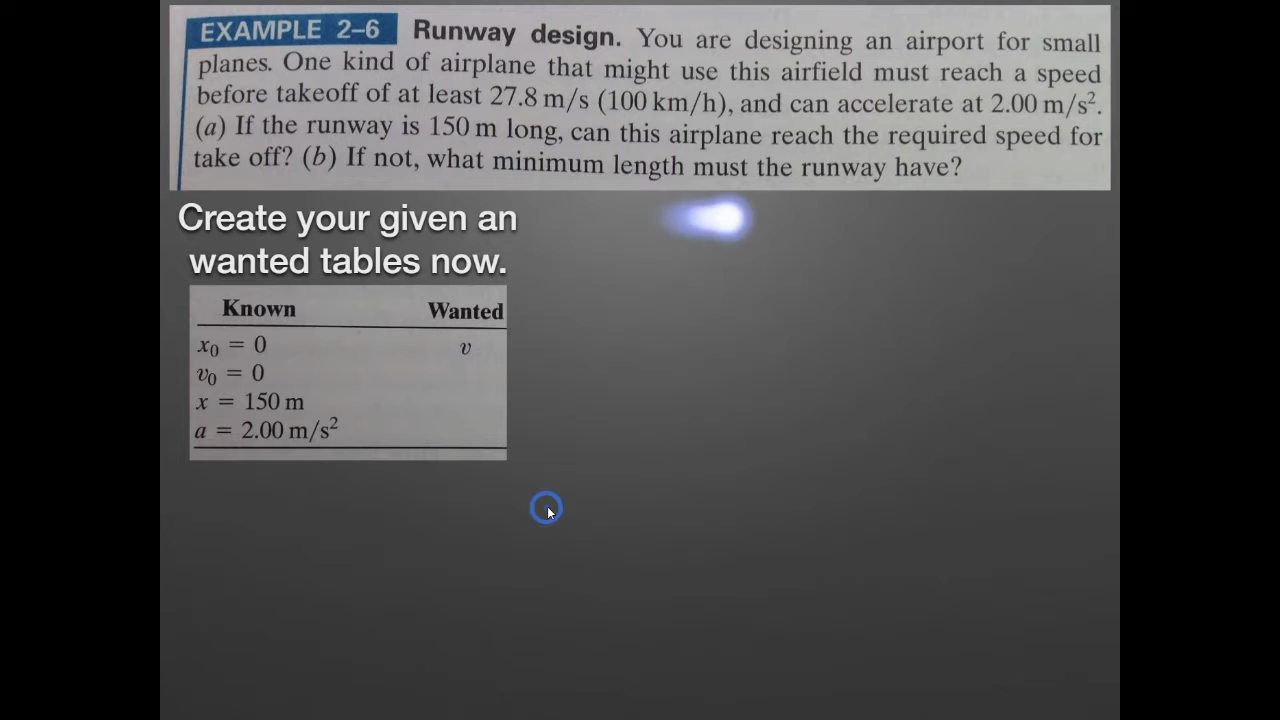 EXAMPLE 2–6 Runway design. You are designing an airport for small
planes. One kind of airplane that might use this airfield must reach a speed
before takeoff of at least 27.8 m/s (100 km/h), and can accelerate at 2.00 m/s².
(a) If the runway is 150 m long, can this airplane reach the required speed for
take off? (b) If not, what minimum length must the runway have?
Create your given an
wanted tables now.
Known Wanted
x₀ = 0 v
v₀ = 0
x = 150 m
a = 2.00 m/s²